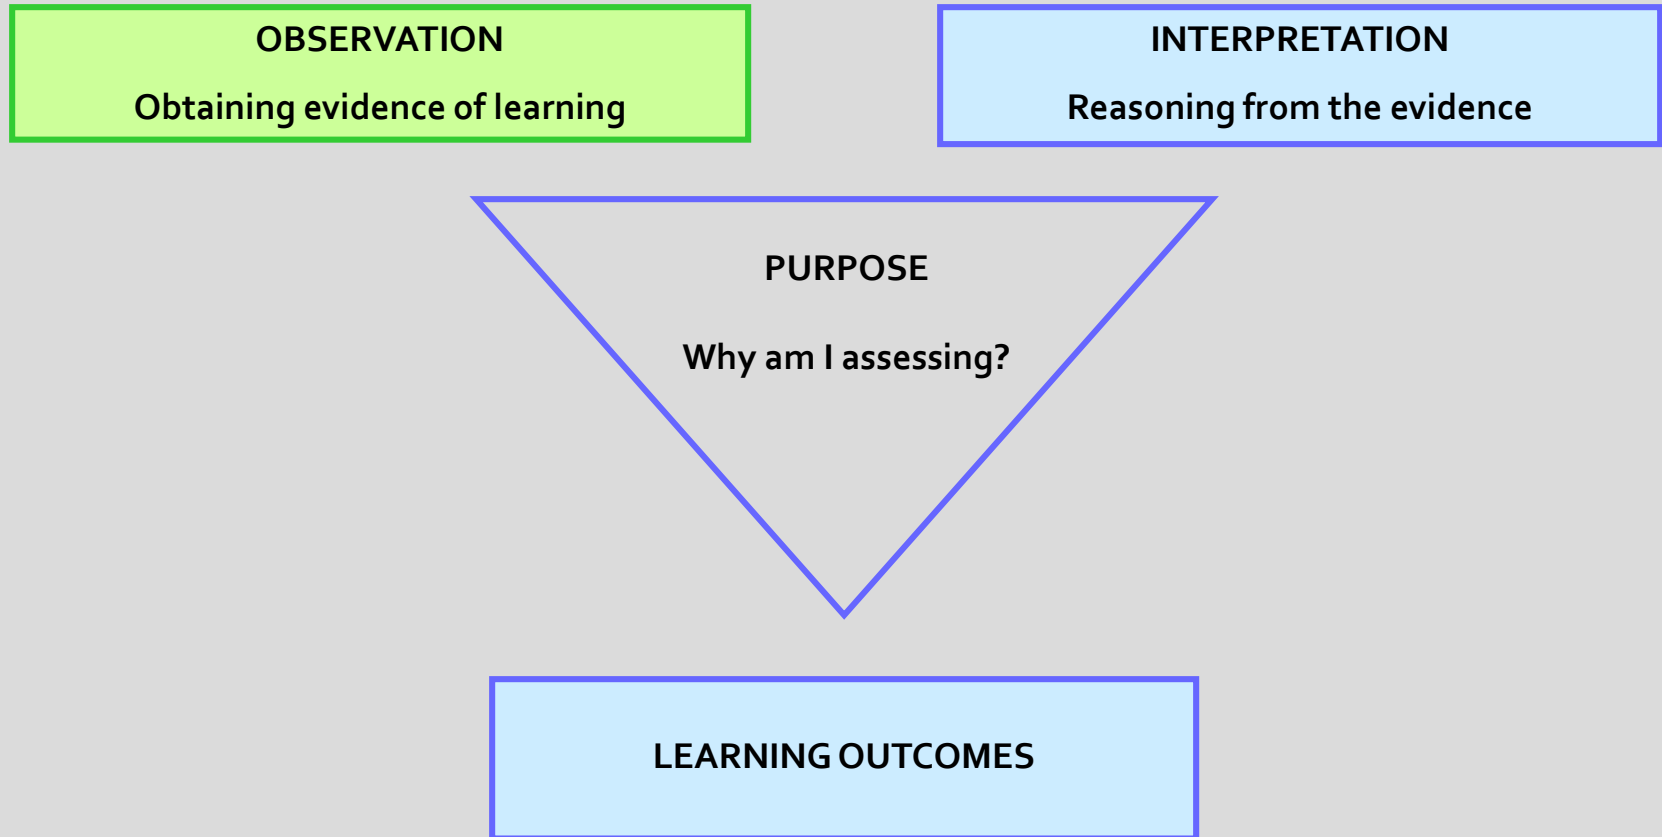 OBSERVATION
Obtaining evidence of learning
INTERPRETATION
Reasoning from the evidence
PURPOSE
Why am I assessing?
LEARNING OUTCOMES